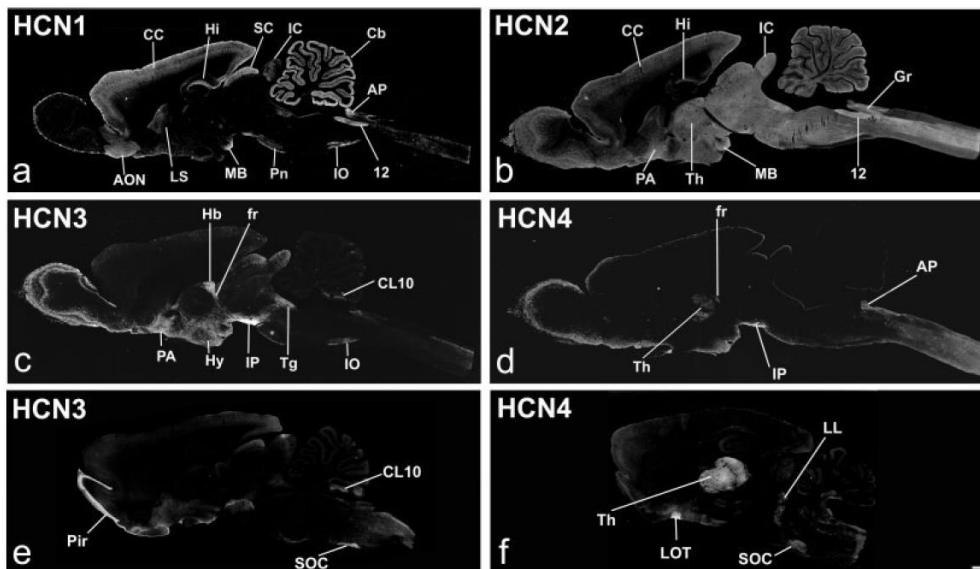 HCN1
CC
Hi
SC
IC
Cb
AP
a
AON
LS
MB
Pn
IO
12
HCN2
CC
Hi
IC
Gr
b
PA
Th
MB
12
HCN3
Hb
fr
CL10
c
PA
Hy
IP
Tg
IO
HCN4
fr
AP
d
Th
IP
HCN3
CL10
e
Pir
SOC
HCN4
LL
f
Th
LOT
SOC